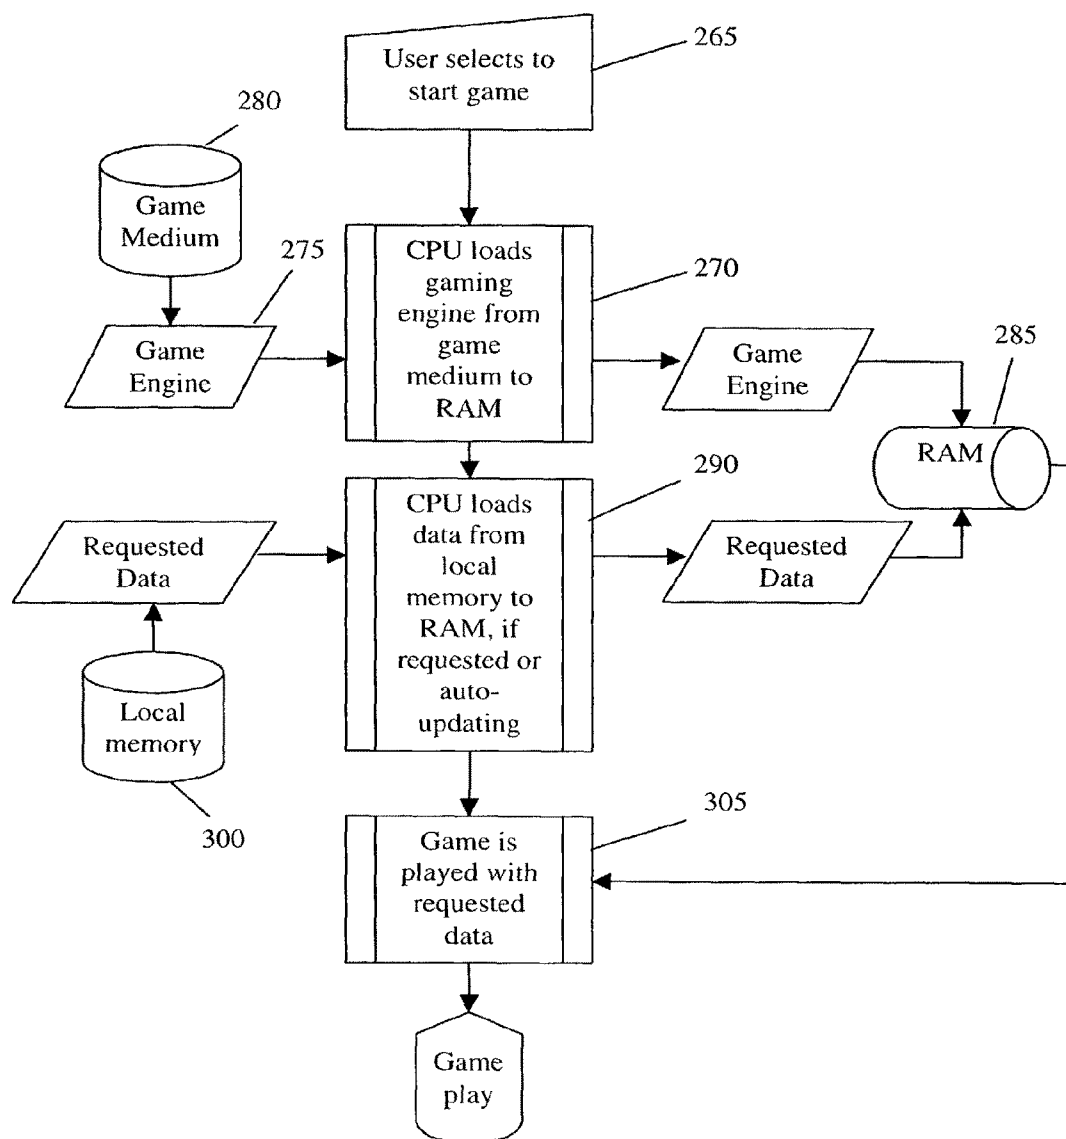 User selects to
start game
265
280
Game
Medium
275
Game
Engine
CPU loads
gaming
engine from
game
medium to
RAM
270
Game
Engine
285
RAM
Requested
Data
CPU loads
data from
local
memory to
RAM, if
requested or
auto-
updating
290
Requested
Data
Local
memory
300
Game is
played with
requested
data
305
Game
play